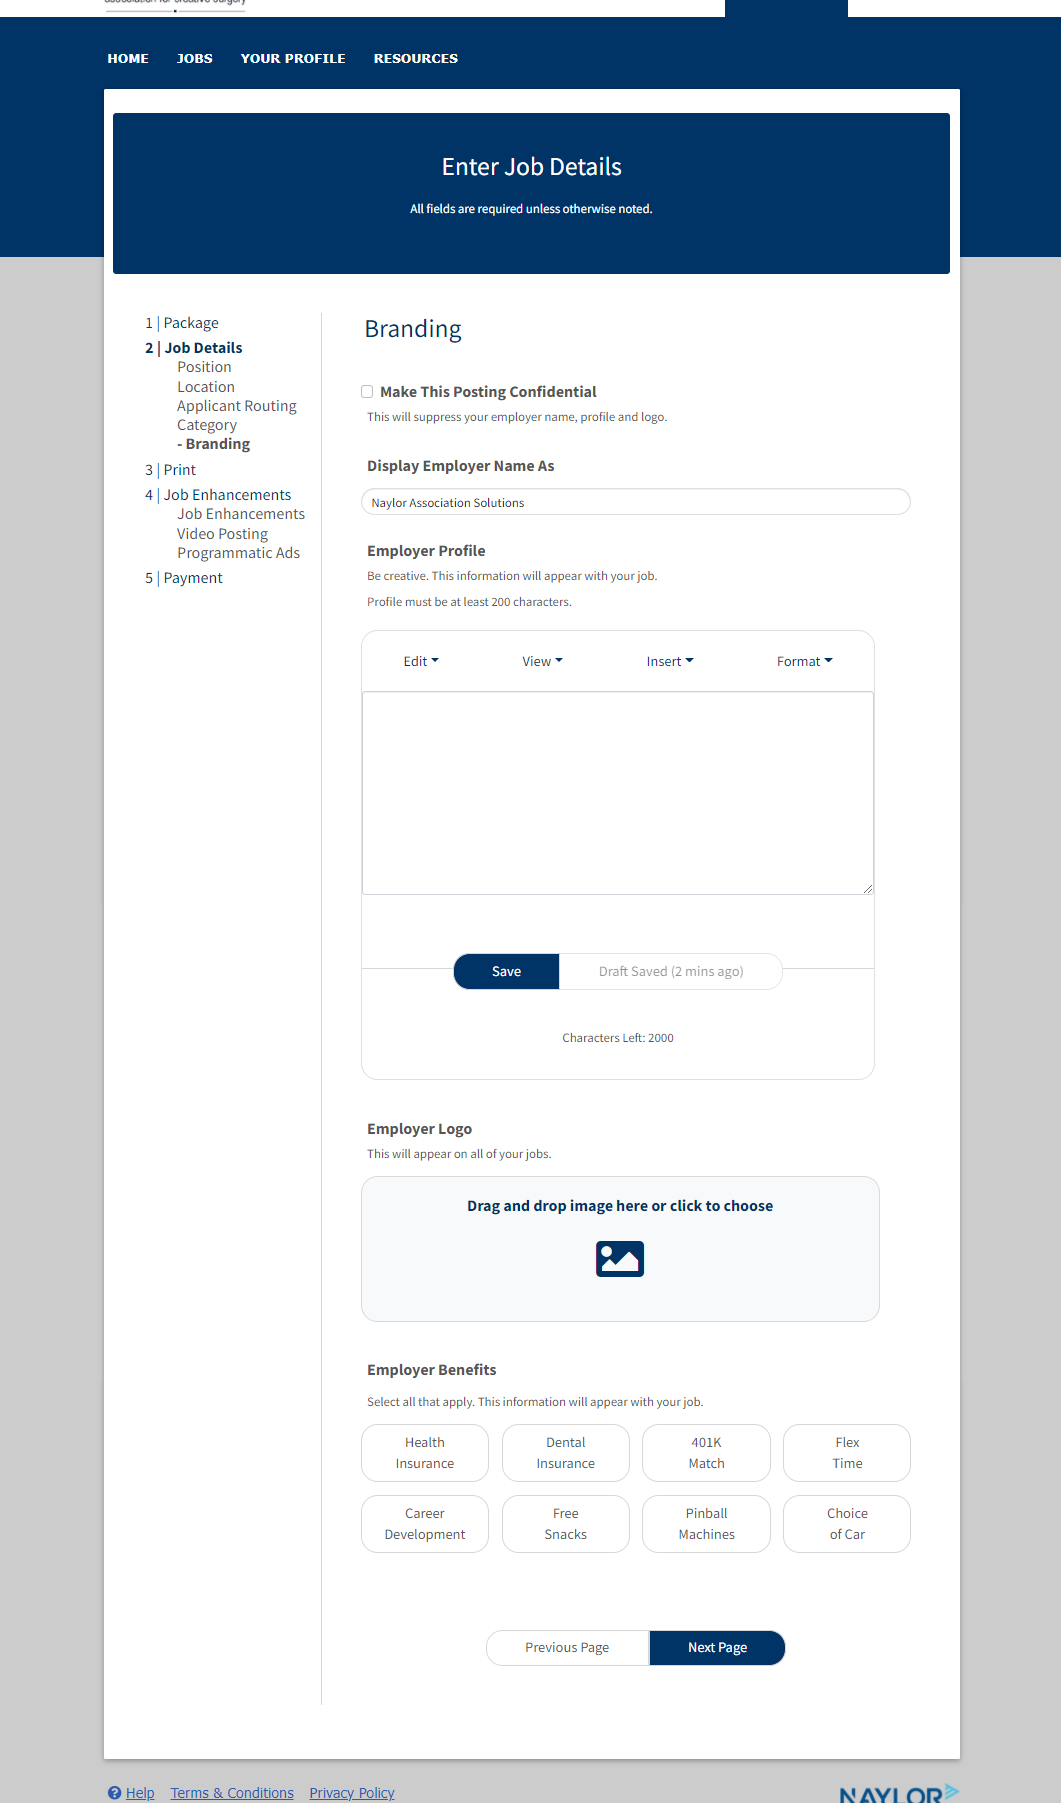 association for creative surgery
HOME JOBS YOUR PROFILE RESOURCES
Enter Job Details
All fields are required unless otherwise noted.
1 | Package
2 | Job Details
Position
Location
Applicant Routing
Category
- Branding
3 | Print
4 | Job Enhancements
Job Enhancements
Video Posting
Programmatic Ads
5 | Payment
Branding
Make This Posting Confidential
This will suppress your employer name, profile and logo.
Display Employer Name As
Naylor Association Solutions
Employer Profile
Be creative. This information will appear with your job.
Profile must be at least 200 characters.
Edit View Insert Format
Save Draft Saved (2 mins ago)
Characters Left: 2000
Employer Logo
This will appear on all of your jobs.
Drag and drop image here or click to choose
Employer Benefits
Select all that apply. This information will appear with your job.
Health
Insurance
Dental
Insurance
401K
Match
Flex
Time
Career
Development
Free
Snacks
Pinball
Machines
Choice
of Car
Previous Page Next Page
Help Terms & Conditions Privacy Policy
NAYLOR